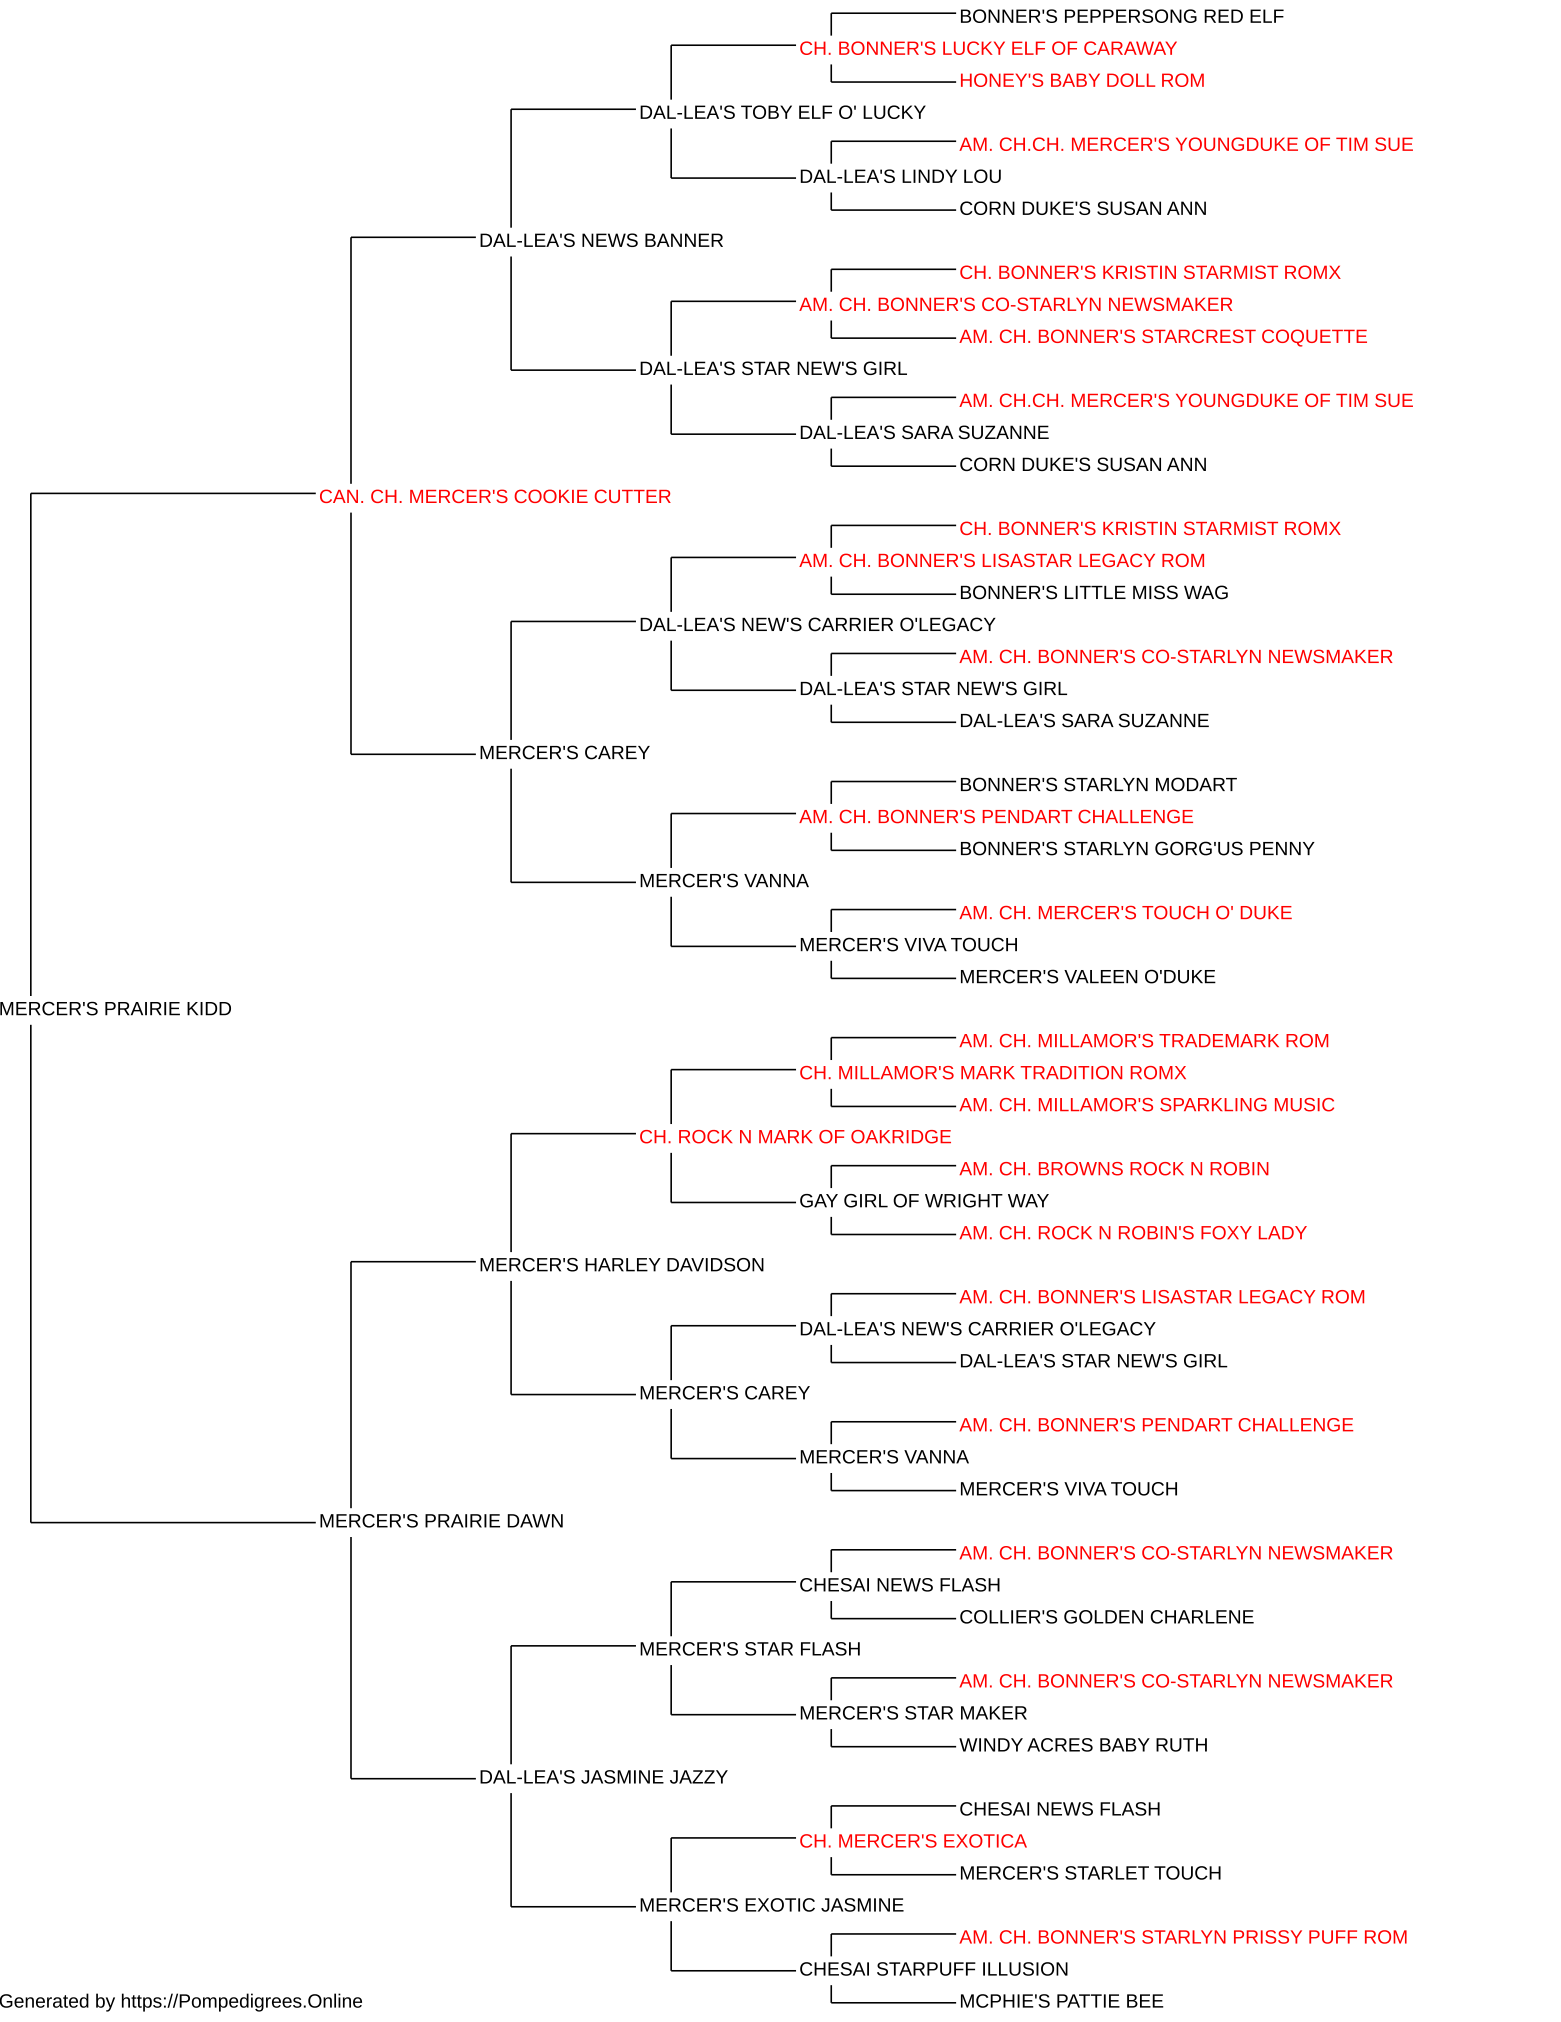 BONNER'S PEPPERSONG RED ELF
CH. BONNER'S LUCKY ELF OF CARAWAY
HONEY'S BABY DOLL ROM
DAL-LEA'S TOBY ELF O' LUCKY
AM. CH.CH. MERCER'S YOUNGDUKE OF TIM SUE
DAL-LEA'S LINDY LOU
CORN DUKE'S SUSAN ANN
DAL-LEA'S NEWS BANNER
CH. BONNER'S KRISTIN STARMIST ROMX
AM. CH. BONNER'S CO-STARLYN NEWSMAKER
AM. CH. BONNER'S STARCREST COQUETTE
DAL-LEA'S STAR NEW'S GIRL
AM. CH.CH. MERCER'S YOUNGDUKE OF TIM SUE
DAL-LEA'S SARA SUZANNE
CORN DUKE'S SUSAN ANN
CAN. CH. MERCER'S COOKIE CUTTER
CH. BONNER'S KRISTIN STARMIST ROMX
AM. CH. BONNER'S LISASTAR LEGACY ROM
BONNER'S LITTLE MISS WAG
DAL-LEA'S NEW'S CARRIER O'LEGACY
AM. CH. BONNER'S CO-STARLYN NEWSMAKER
DAL-LEA'S STAR NEW'S GIRL
DAL-LEA'S SARA SUZANNE
MERCER'S CAREY
BONNER'S STARLYN MODART
AM. CH. BONNER'S PENDART CHALLENGE
BONNER'S STARLYN GORG'US PENNY
MERCER'S VANNA
AM. CH. MERCER'S TOUCH O' DUKE
MERCER'S VIVA TOUCH
MERCER'S VALEEN O'DUKE
MERCER'S PRAIRIE KIDD
AM. CH. MILLAMOR'S TRADEMARK ROM
CH. MILLAMOR'S MARK TRADITION ROMX
AM. CH. MILLAMOR'S SPARKLING MUSIC
CH. ROCK N MARK OF OAKRIDGE
AM. CH. BROWNS ROCK N ROBIN
GAY GIRL OF WRIGHT WAY
AM. CH. ROCK N ROBIN'S FOXY LADY
MERCER'S HARLEY DAVIDSON
AM. CH. BONNER'S LISASTAR LEGACY ROM
DAL-LEA'S NEW'S CARRIER O'LEGACY
DAL-LEA'S STAR NEW'S GIRL
MERCER'S CAREY
AM. CH. BONNER'S PENDART CHALLENGE
MERCER'S VANNA
MERCER'S VIVA TOUCH
MERCER'S PRAIRIE DAWN
AM. CH. BONNER'S CO-STARLYN NEWSMAKER
CHESAI NEWS FLASH
COLLIER'S GOLDEN CHARLENE
MERCER'S STAR FLASH
AM. CH. BONNER'S CO-STARLYN NEWSMAKER
MERCER'S STAR MAKER
WINDY ACRES BABY RUTH
DAL-LEA'S JASMINE JAZZY
CHESAI NEWS FLASH
CH. MERCER'S EXOTICA
MERCER'S STARLET TOUCH
MERCER'S EXOTIC JASMINE
AM. CH. BONNER'S STARLYN PRISSY PUFF ROM
CHESAI STARPUFF ILLUSION
MCPHIE'S PATTIE BEE
Generated by https://Pompedigrees.Online